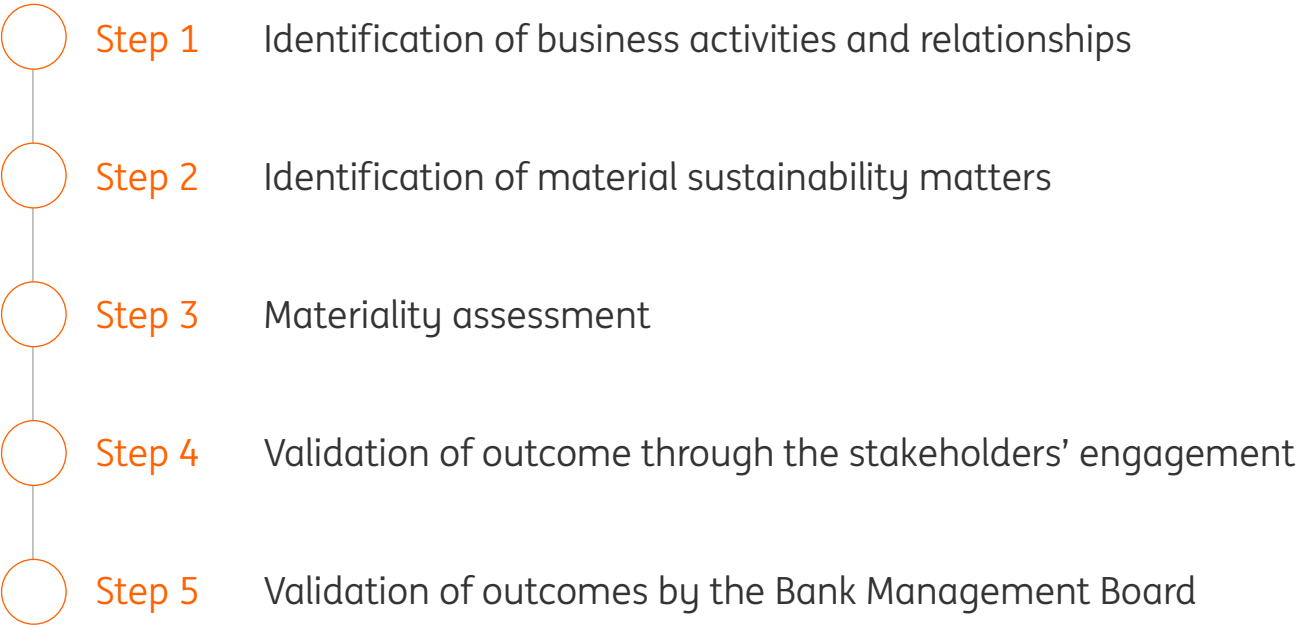 Step 1 Identification of business activities and relationships
Step 2 Identification of material sustainability matters
Step 3 Materiality assessment
Step 4 Validation of outcome through the stakeholders’ engagement
Step 5 Validation of outcomes by the Bank Management Board